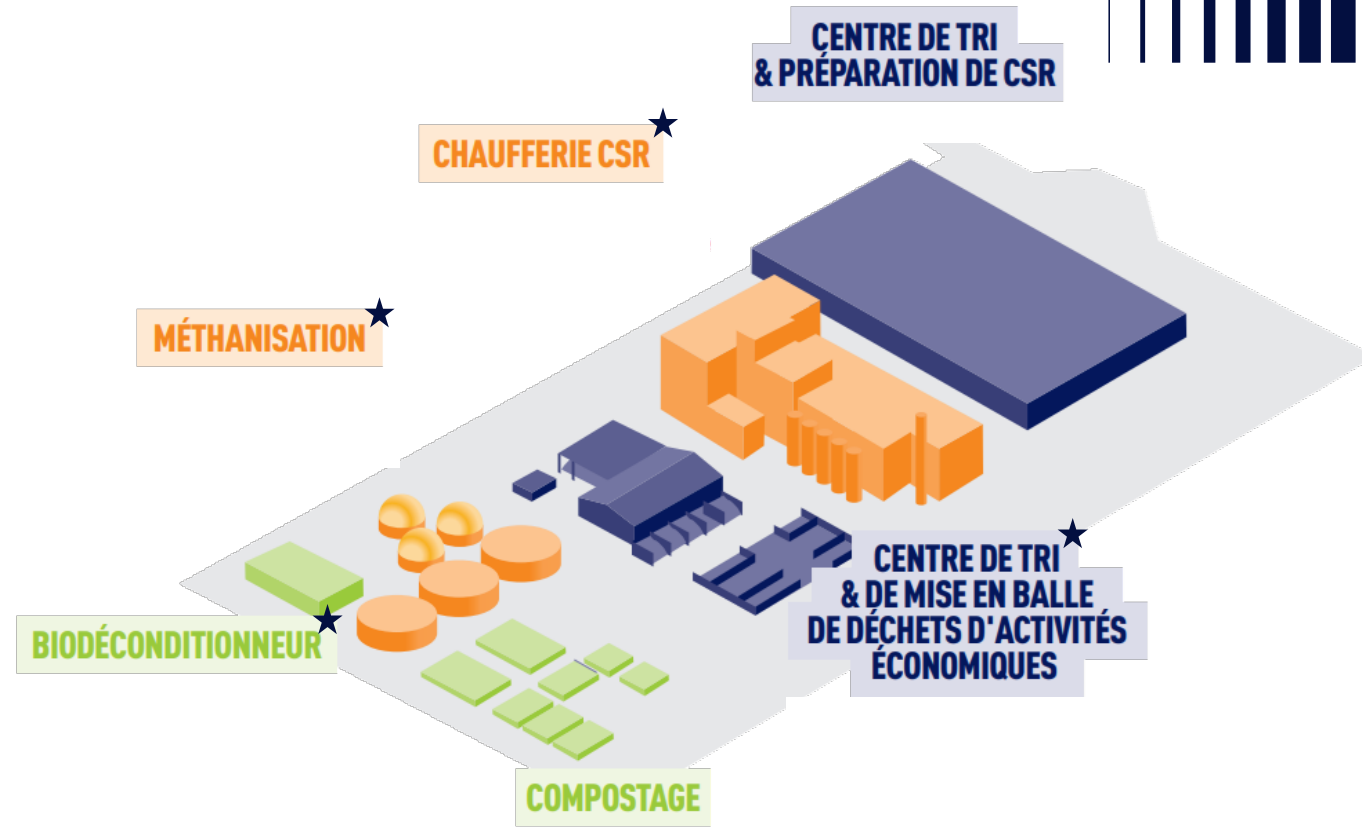 CENTRE DE TRI
& PRÉPARATION DE CSR
CHAUFFERIE CSR
MÉTHANISATION
CENTRE DE TRI
& DE MISE EN BALLE
DE DÉCHETS D'ACTIVITÉS
ÉCONOMIQUES
BIODÉCONDITIONNEUR
COMPOSTAGE